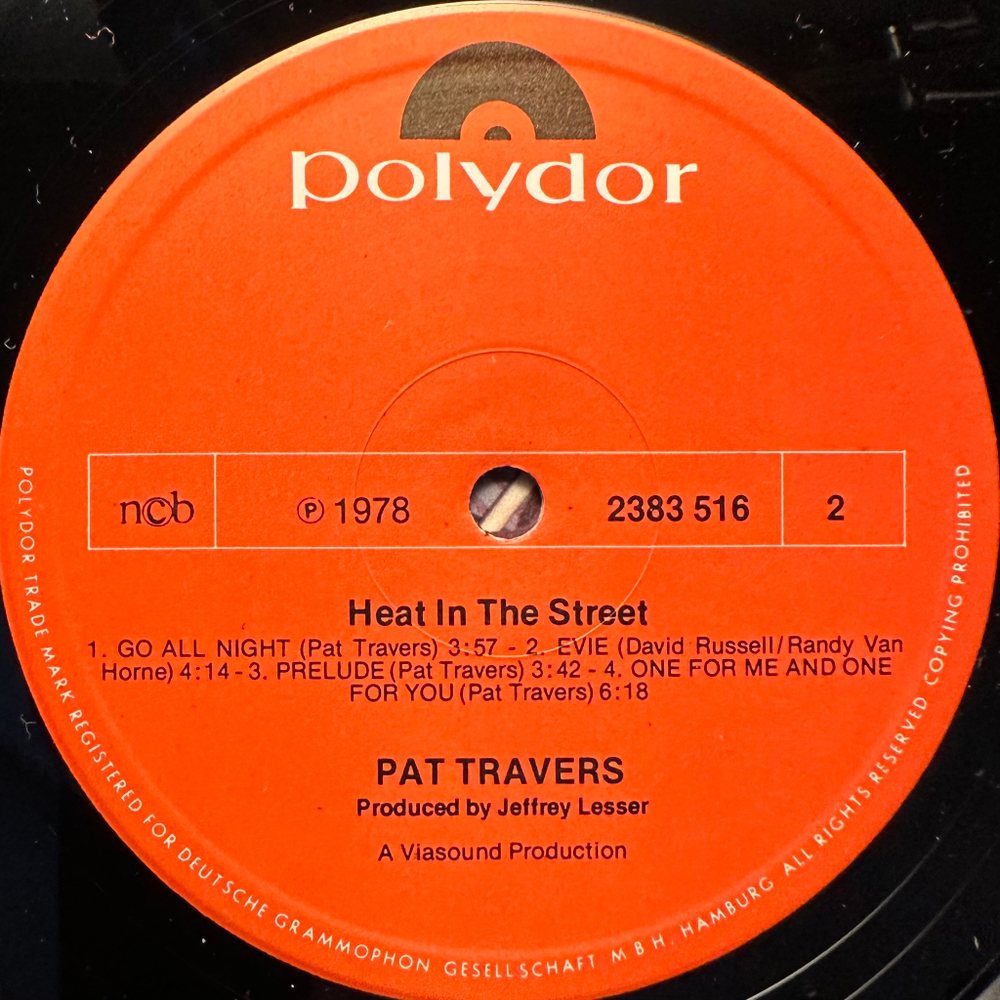 polydor
ncb
Ⓟ 1978
2383 516
2
Heat In The Street
1. GO ALL NIGHT (Pat Travers) 3:57 - 2. EVIE (David Russell/Randy Van
Horne) 4:14 - 3. PRELUDE (Pat Travers) 3:42 - 4. ONE FOR ME AND ONE
FOR YOU (Pat Travers) 6:18
PAT TRAVERS
Produced by Jeffrey Lesser
A Viasound Production
POLYDOR TRADE MARK REGISTERED FOR DEUTSCHE GRAMMOPHON GESELLSCHAFT M B H. HAMBURG ALL RIGHTS RESERVED COPYING PROHIBITED